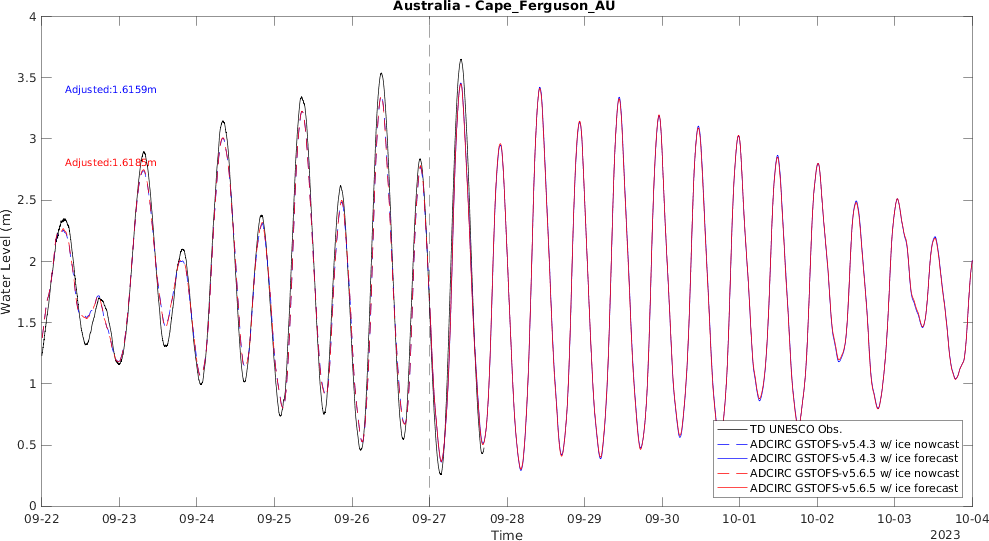 Australia - Cape_Ferguson_AU
4
3.5
3
2.5
2
1.5
1
0.5
0
Water Level (m)
Adjusted:1.6159m
Adjusted:1.6185m
TD UNESCO Obs.
ADCIRC GSTOFS-v5.4.3 w/ ice nowcast
ADCIRC GSTOFS-v5.4.3 w/ ice forecast
ADCIRC GSTOFS-v5.6.5 w/ ice nowcast
ADCIRC GSTOFS-v5.6.5 w/ ice forecast
09-22 09-23 09-24 09-25 09-26 09-27 09-28 09-29 09-30 10-01 10-02 10-03 10-04
Time
2023